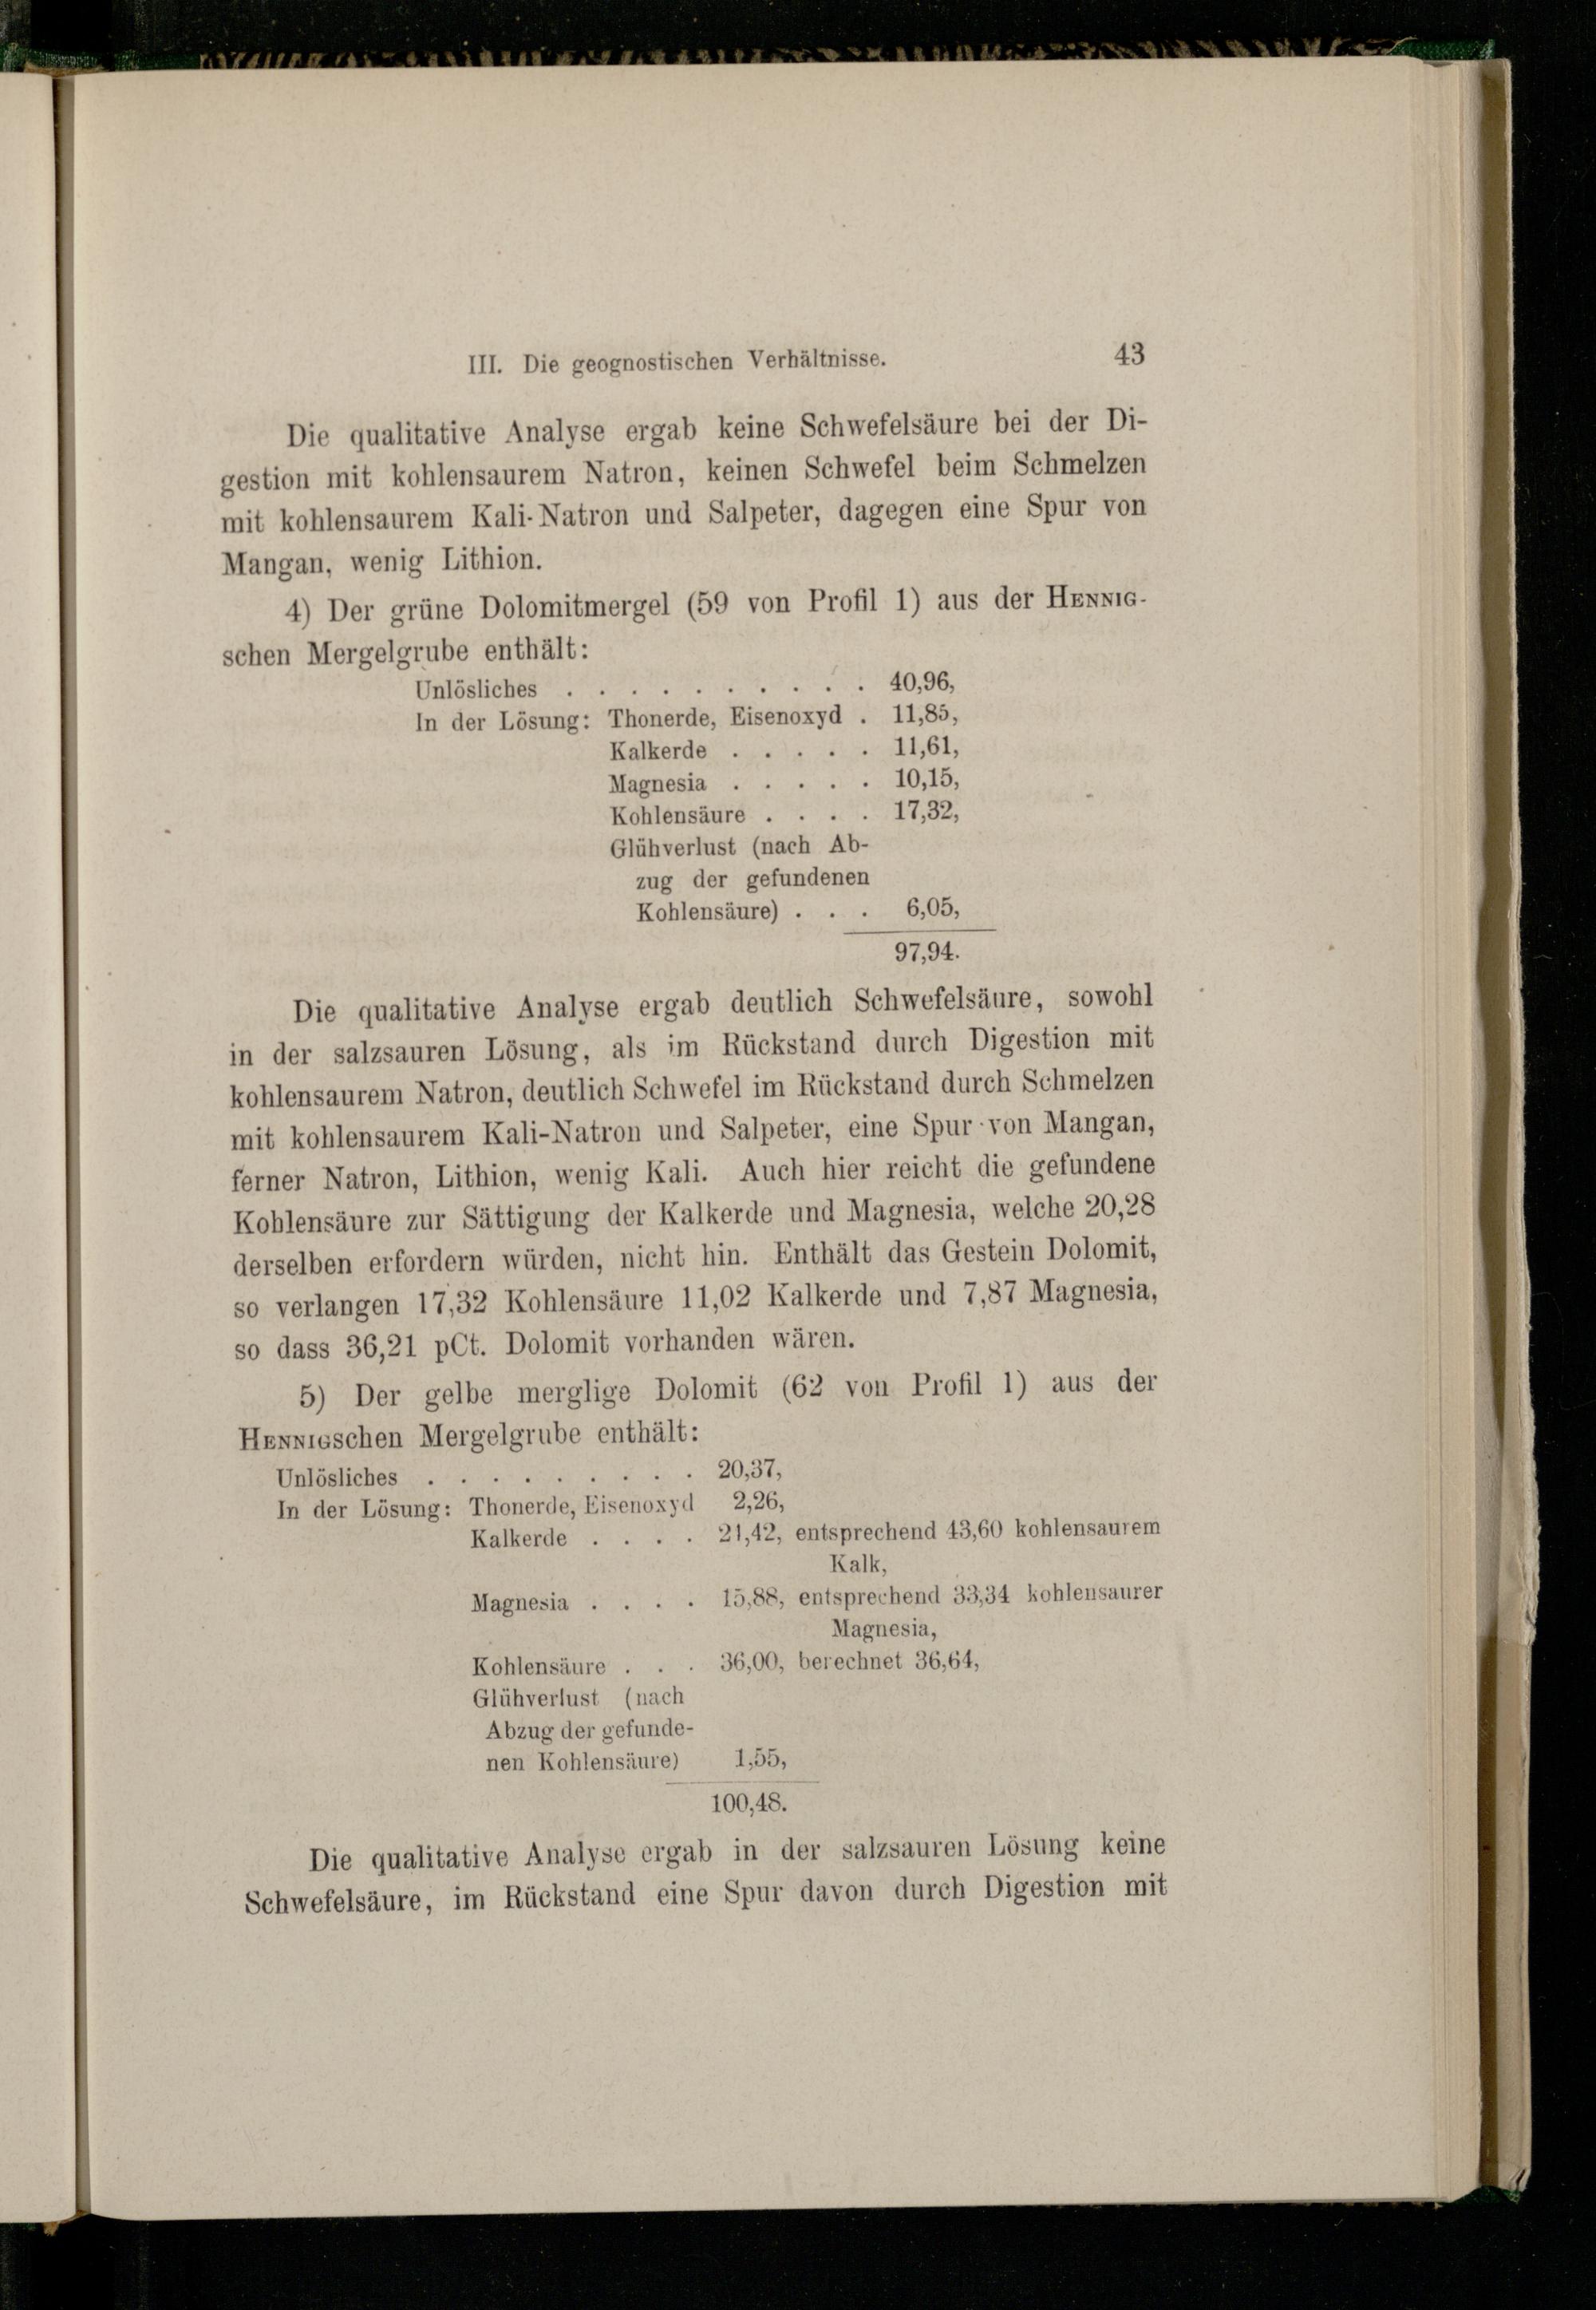 III. Die geognostischen Verhältnisse. 43
Die qualitative Analyse ergab keine Schwefelsäure bei der Di-
gestion mit kohlensaurem Natron, keinen Schwefel beim Schmelzen
mit kohlensaurem Kali-Natron und Salpeter, dagegen eine Spur von
Mangan, wenig Lithion.
4) Der grüne Dolomitmergel (59 von Profil 1) aus der HENNIG-
schen Mergelgrube enthält:
Unlösliches . . . . . . . . . . 40,96,
In der Lösung: Thonerde, Eisenoxyd . 11,85,
Kalkerde . . . . . 11,61,
Magnesia . . . . . 10,15,
Kohlensäure . . . . 17,32,
Glühverlust (nach Ab-
zug der gefundenen
Kohlensäure) . . . 6,05,
97,94.
Die qualitative Analyse ergab deutlich Schwefelsäure, sowohl
in der salzsauren Lösung, als im Rückstand durch Digestion mit
kohlensaurem Natron, deutlich Schwefel im Rückstand durch Schmelzen
mit kohlensaurem Kali-Natron und Salpeter, eine Spur von Mangan,
ferner Natron, Lithion, wenig Kali. Auch hier reicht die gefundene
Kohlensäure zur Sättigung der Kalkerde und Magnesia, welche 20,28
derselben erfordern würden, nicht hin. Enthält das Gestein Dolomit,
so verlangen 17,32 Kohlensäure 11,02 Kalkerde und 7,87 Magnesia,
so dass 36,21 pCt. Dolomit vorhanden wären.
5) Der gelbe merglige Dolomit (62 von Profil 1) aus der
HENNIGschen Mergelgrube enthält:
Unlösliches . . . . . . . . . 20,37,
In der Lösung: Thonerde, Eisenoxyd 2,26,
Kalkerde . . . . 21,42, entsprechend 43,60 kohlensaurem
Kalk,
Magnesia . . . . 15,88, entsprechend 33,34 kohlensaurer
Magnesia,
Kohlensäure . . . 36,00, berechnet 36,64,
Glühverlust (nach
Abzug der gefunde-
nen Kohlensäure) 1,55,
100,48.
Die qualitative Analyse ergab in der salzsauren Lösung keine
Schwefelsäure, im Rückstand eine Spur davon durch Digestion mit